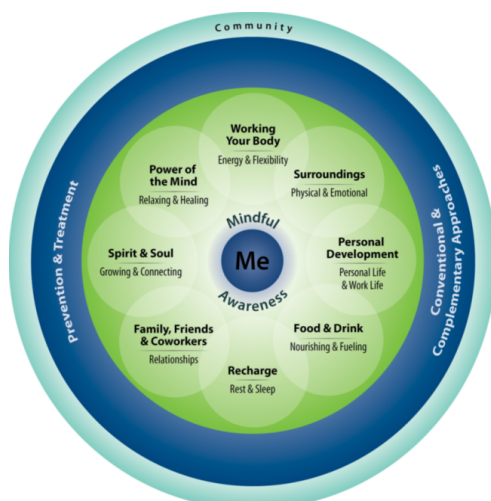 Community
Prevention & Treatment
Conventional &
Complementary Approaches
Working
Your Body
Energy & Flexibility
Surroundings
Physical & Emotional
Personal
Development
Personal Life
& Work Life
Food & Drink
Nourishing & Fueling
Recharge
Rest & Sleep
Family, Friends
& Coworkers
Relationships
Spirit & Soul
Growing & Connecting
Power of
the Mind
Relaxing & Healing
Mindful
Me
Awareness